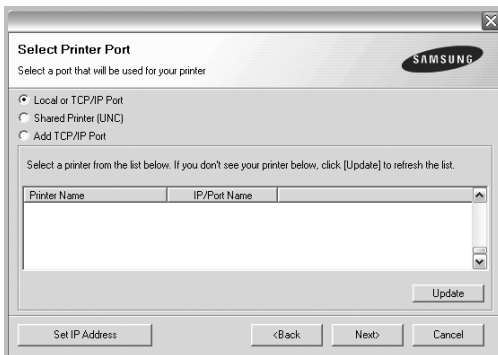 Select Printer Port
Select a port that will be used for your printer
SAMSUNG
Local or TCP/IP Port
Shared Printer (UNC)
Add TCP/IP Port
Select a printer from the list below. If you don't see your printer below, click [Update] to refresh the list.
Printer Name IP/Port Name
Update
Set IP Address <Back Next> Cancel